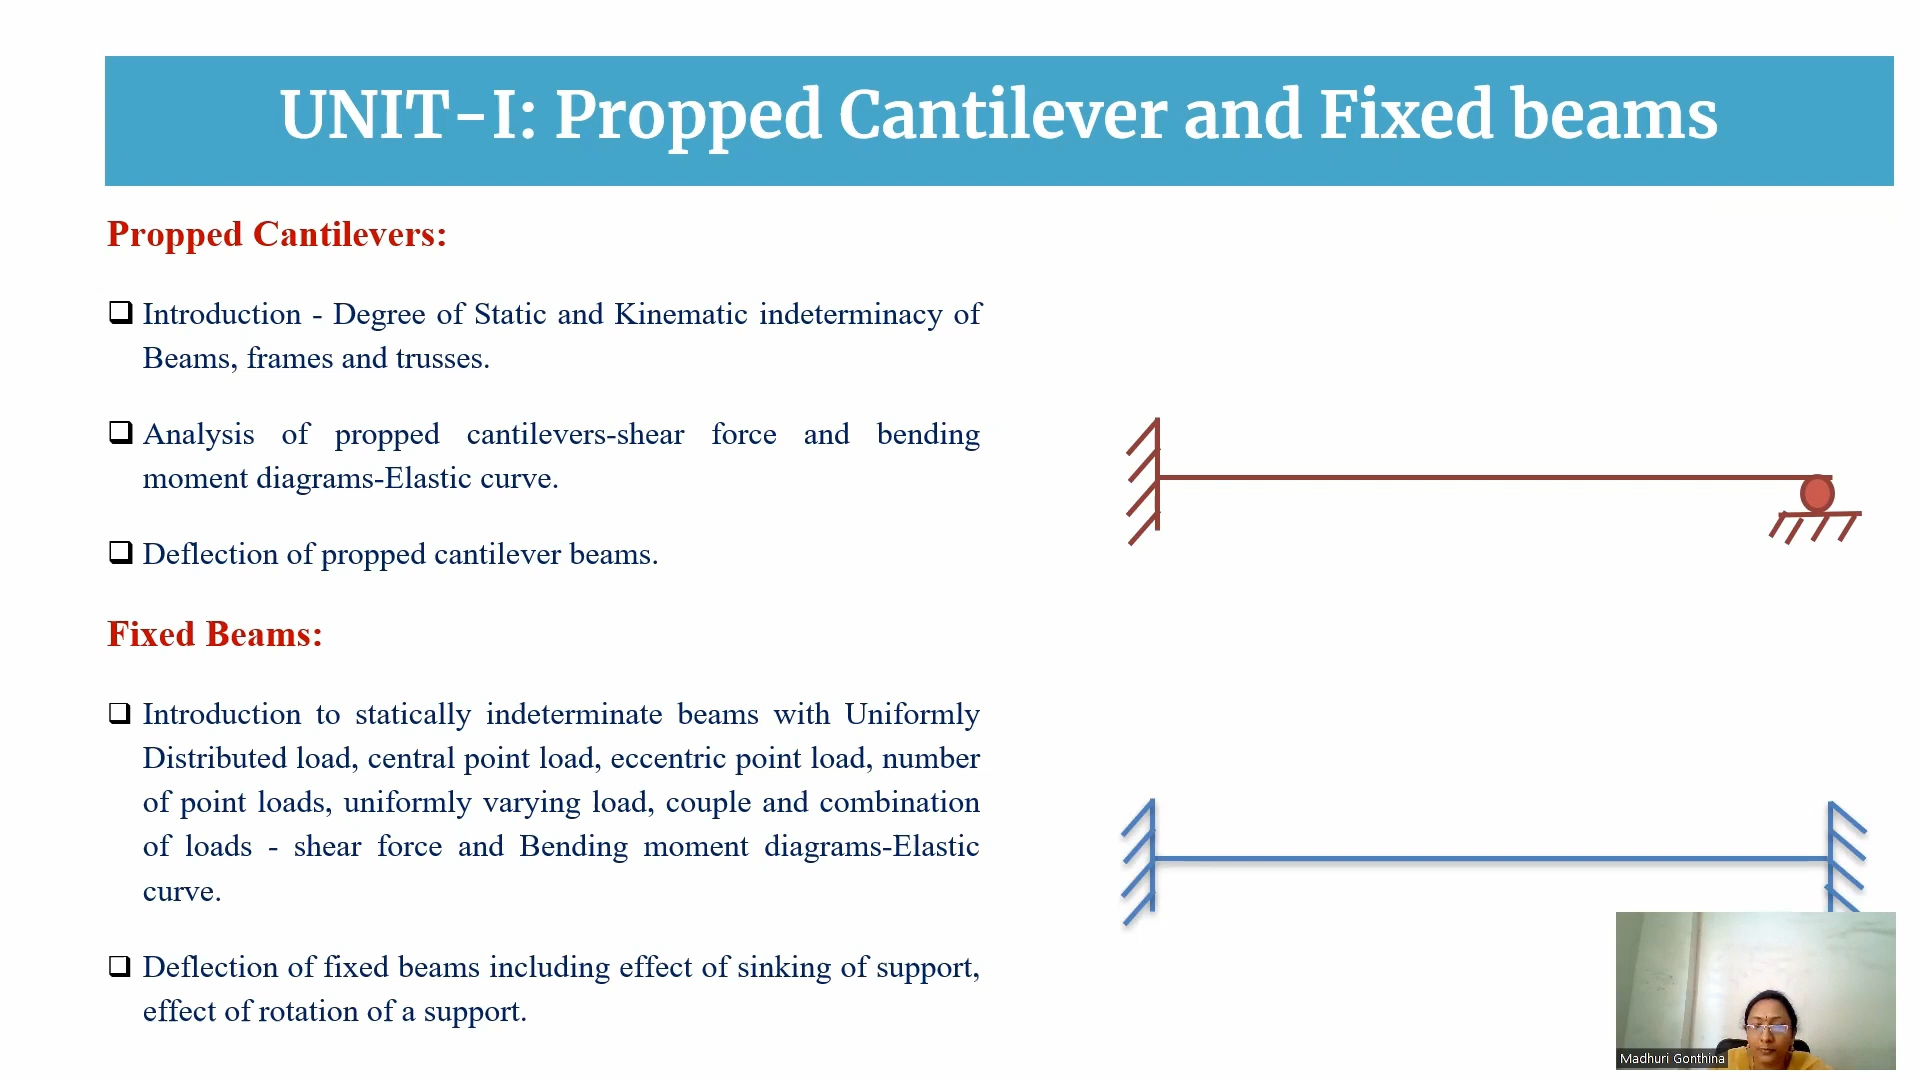 UNIT-I: Propped Cantilever and Fixed beams
Propped Cantilevers:
Introduction - Degree of Static and Kinematic indeterminacy of
Beams, frames and trusses.
Analysis of propped cantilevers-shear force and bending
moment diagrams-Elastic curve.
Deflection of propped cantilever beams.
Fixed Beams:
Introduction to statically indeterminate beams with Uniformly
Distributed load, central point load, eccentric point load, number
of point loads, uniformly varying load, couple and combination
of loads - shear force and Bending moment diagrams-Elastic
curve.
Deflection of fixed beams including effect of sinking of support,
effect of rotation of a support.
Madhuri Gonthina